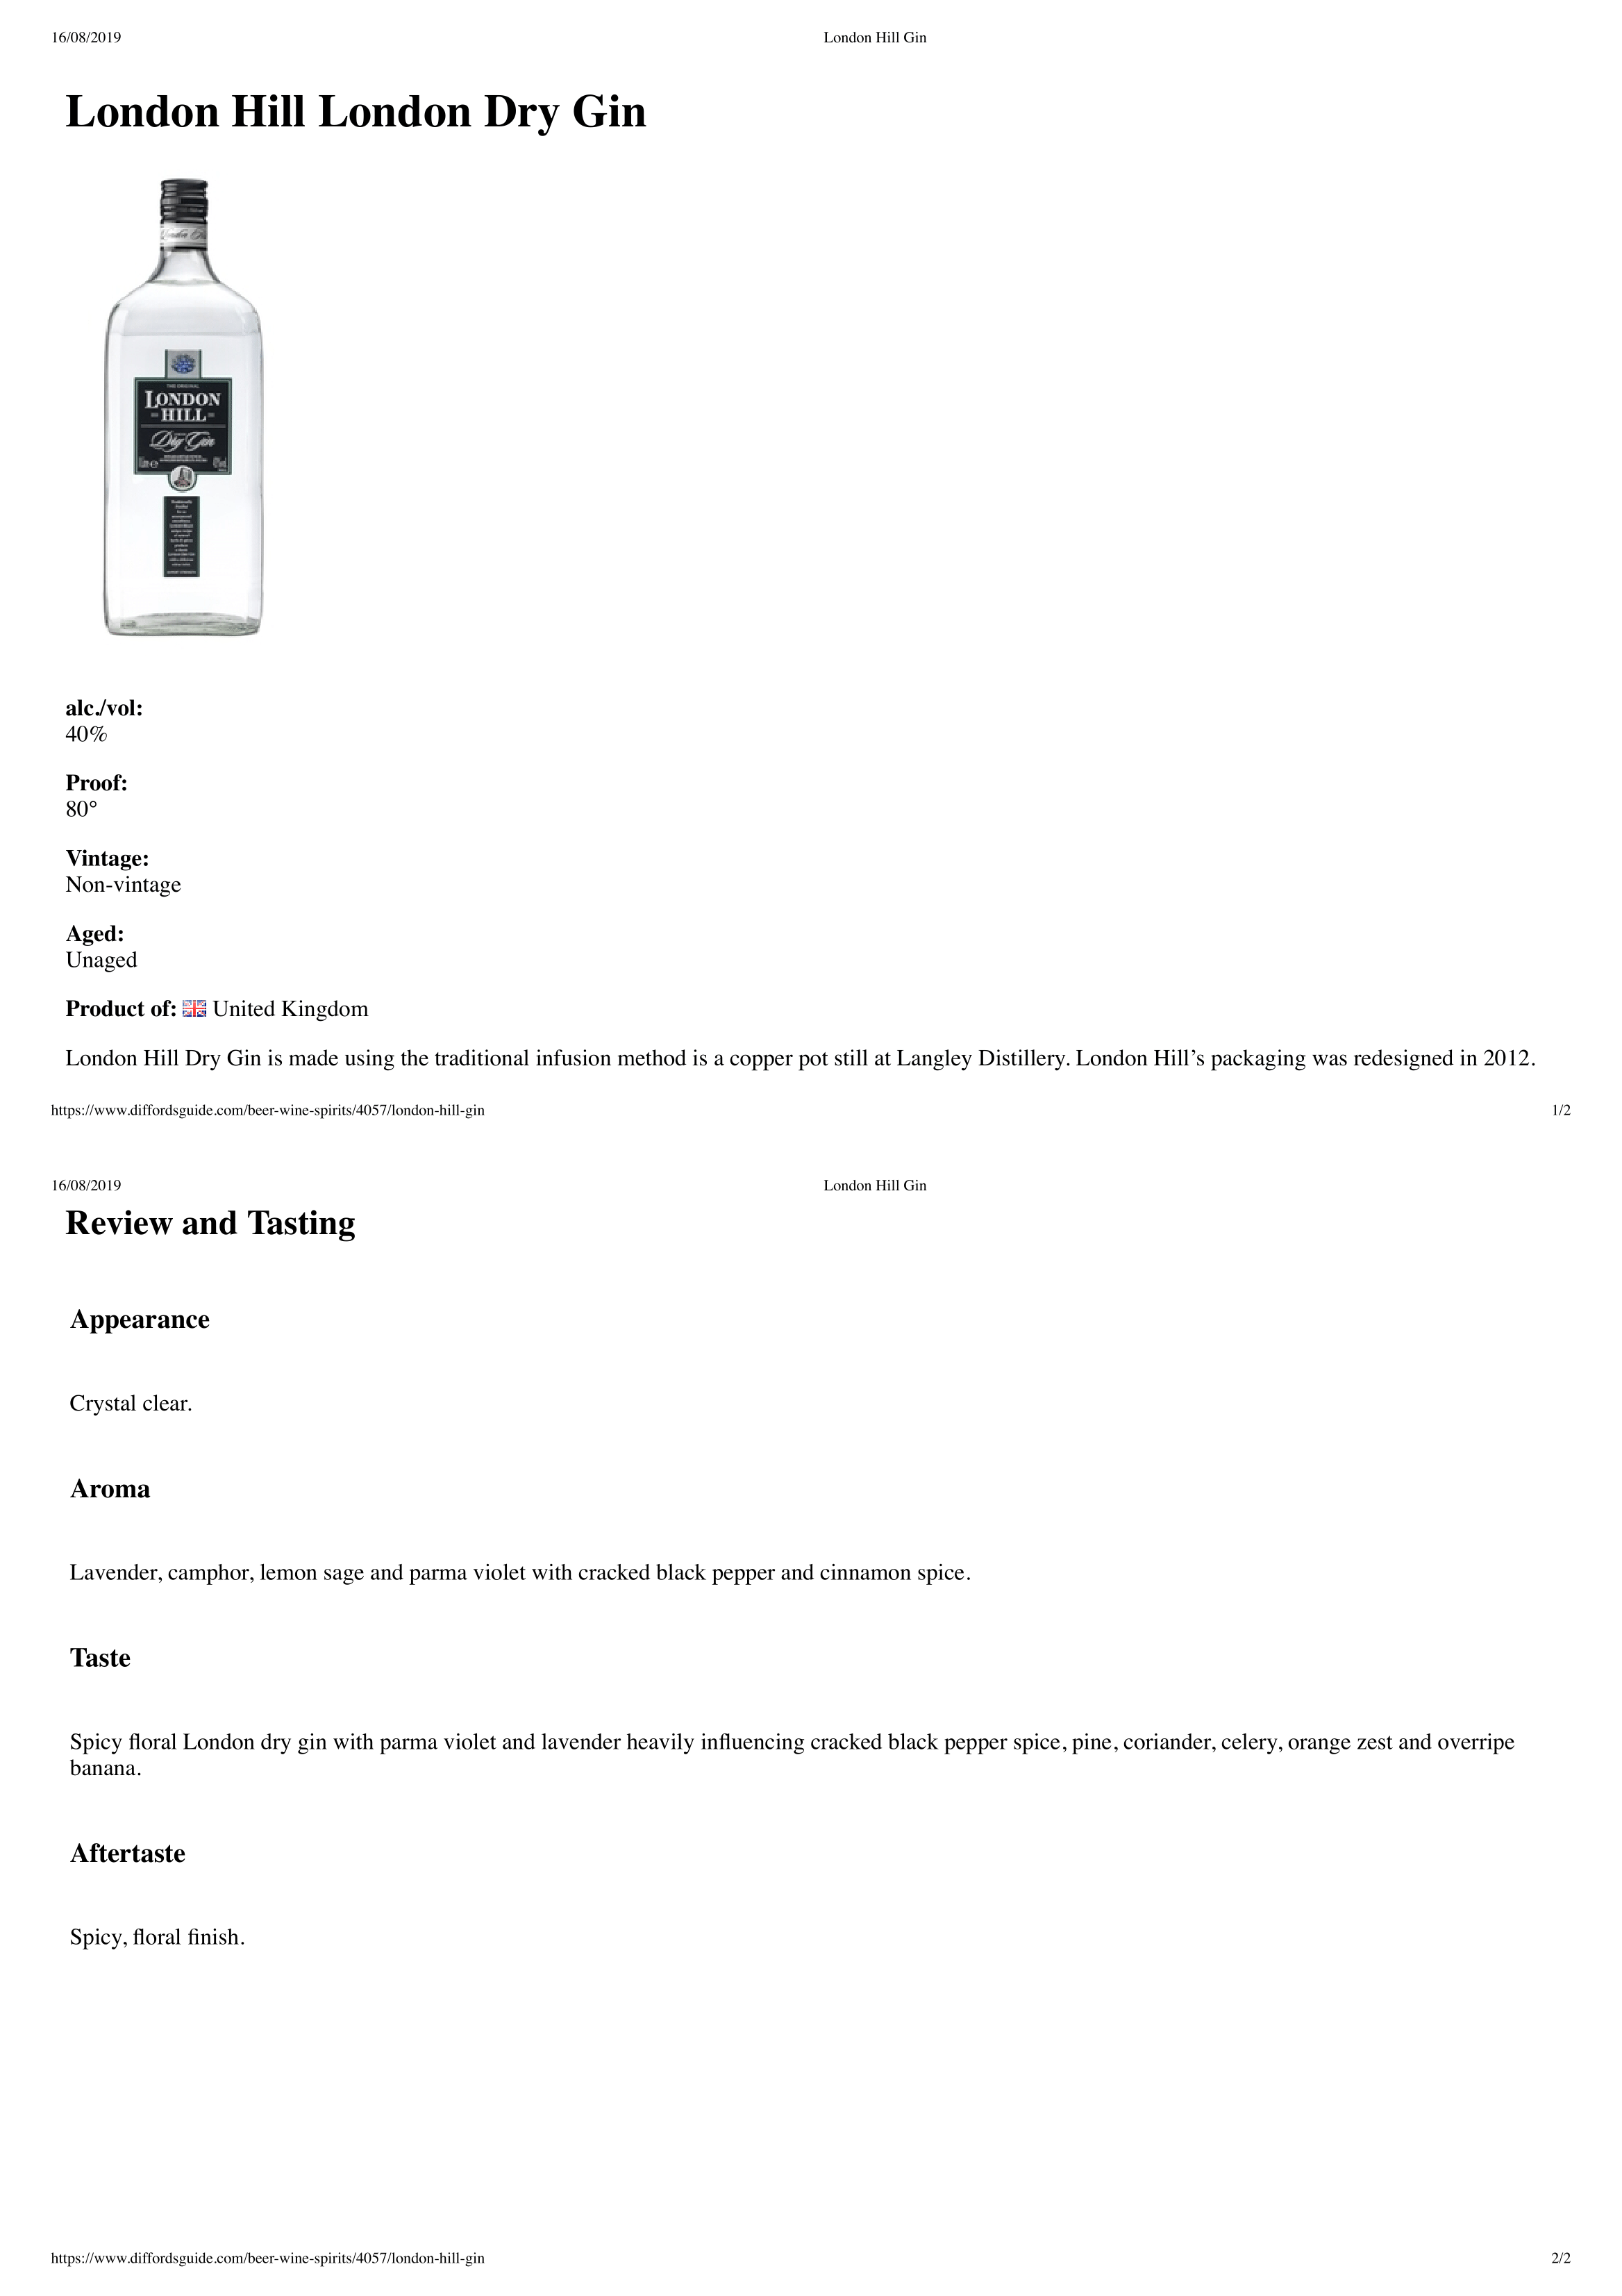 16/08/2019 London Hill Gin
London Hill London Dry Gin
THE ORIGINAL
LONDON
HILL
Dry Gin
alc./vol:
40%
Proof:
80°
Vintage:
Non-vintage
Aged:
Unaged
Product of: United Kingdom
London Hill Dry Gin is made using the traditional infusion method is a copper pot still at Langley Distillery. London Hill’s packaging was redesigned in 2012.
https://www.diffordsguide.com/beer-wine-spirits/4057/london-hill-gin 1/2
16/08/2019 London Hill Gin
Review and Tasting
Appearance
Crystal clear.
Aroma
Lavender, camphor, lemon sage and parma violet with cracked black pepper and cinnamon spice.
Taste
Spicy floral London dry gin with parma violet and lavender heavily influencing cracked black pepper spice, pine, coriander, celery, orange zest and overripe
banana.
Aftertaste
Spicy, floral finish.
https://www.diffordsguide.com/beer-wine-spirits/4057/london-hill-gin 2/2